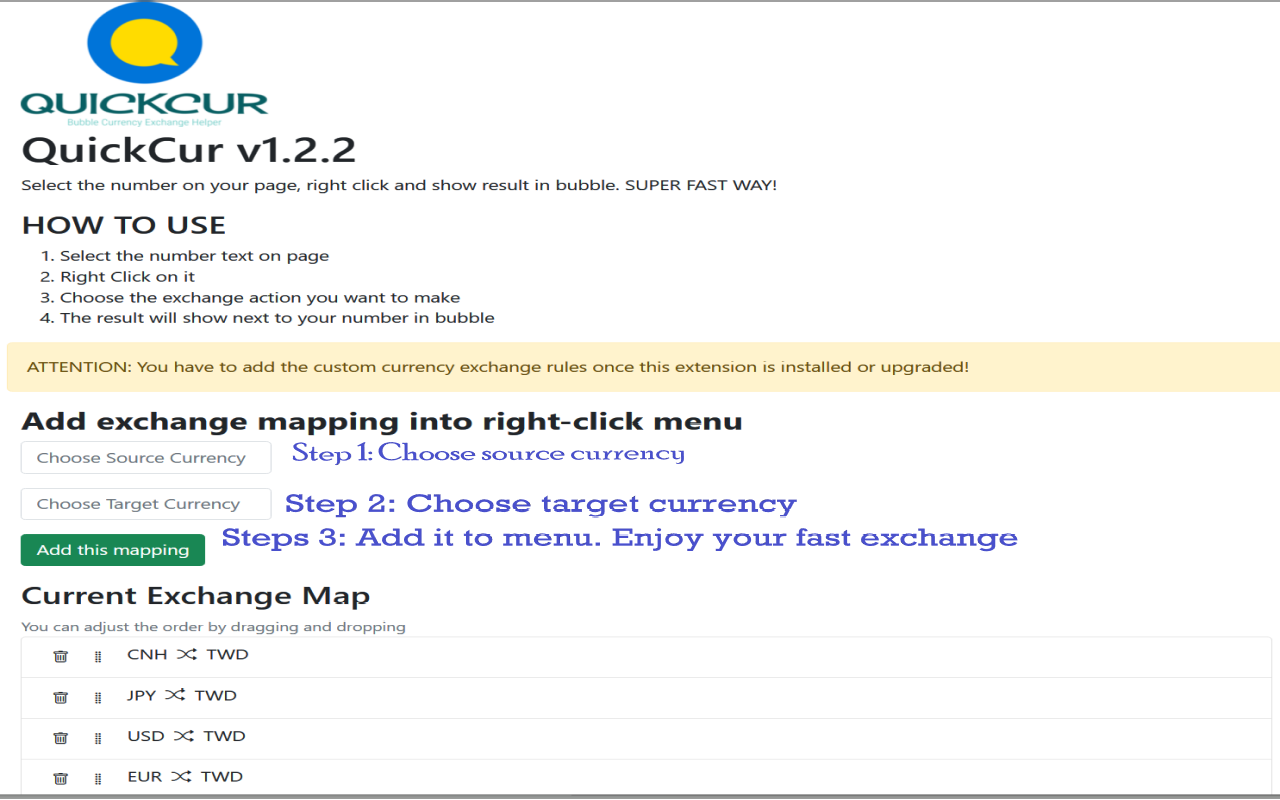 QUICKCUR
Bubble Currency Exchange Helper
QuickCur v1.2.2
Select the number on your page, right click and show result in bubble. SUPER FAST WAY!
HOW TO USE
1. Select the number text on page
2. Right Click on it
3. Choose the exchange action you want to make
4. The result will show next to your number in bubble
ATTENTION: You have to add the custom currency exchange rules once this extension is installed or upgraded!
Add exchange mapping into right-click menu
Choose Source Currency Step 1: Choose source currency
Choose Target Currency Step 2: Choose target currency
Add this mapping Steps 3: Add it to menu. Enjoy your fast exchange
Current Exchange Map
You can adjust the order by dragging and dropping
CNH TWD
JPY TWD
USD TWD
EUR TWD